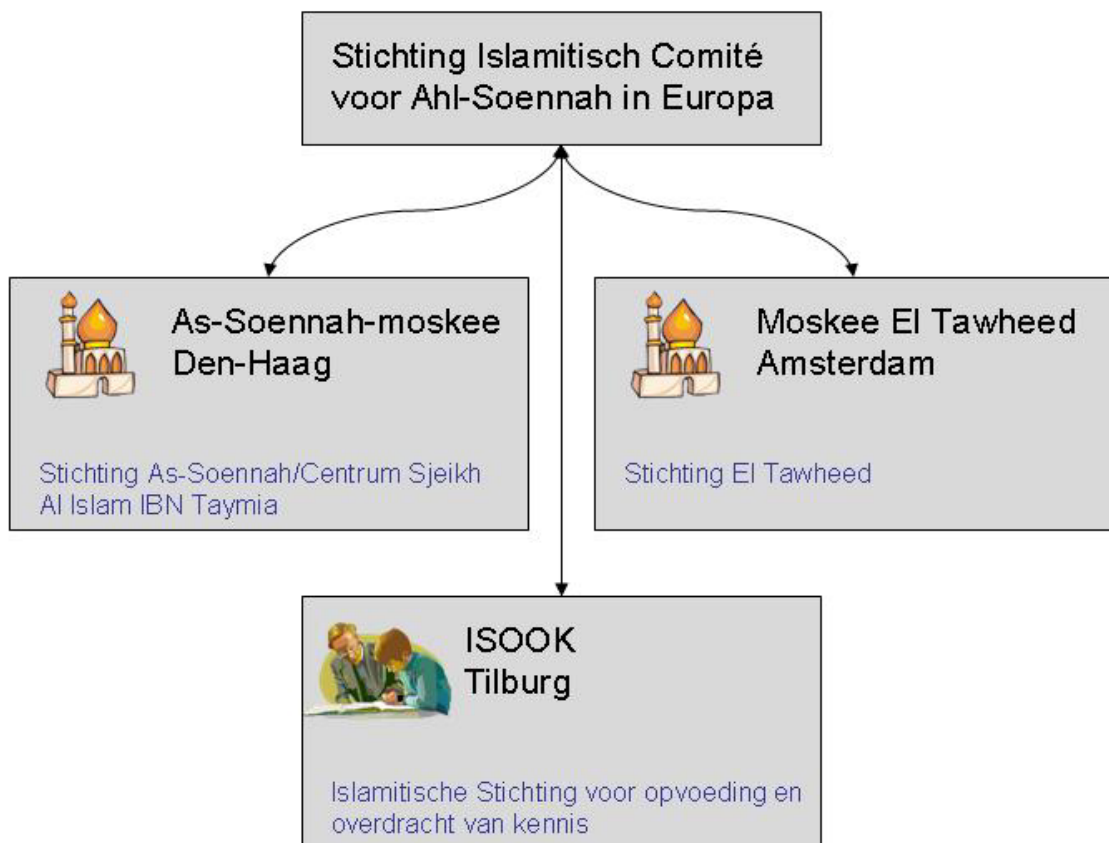 Stichting Islamitisch Comité
voor Ahl-Soennah in Europa
As-Soennah-moskee
Den-Haag
Stichting As-Soennah/Centrum Sjeikh
Al Islam IBN Taymia
Moskee El Tawheed
Amsterdam
Stichting El Tawheed
ISOOK
Tilburg
Islamitische Stichting voor opvoeding en
overdracht van kennis